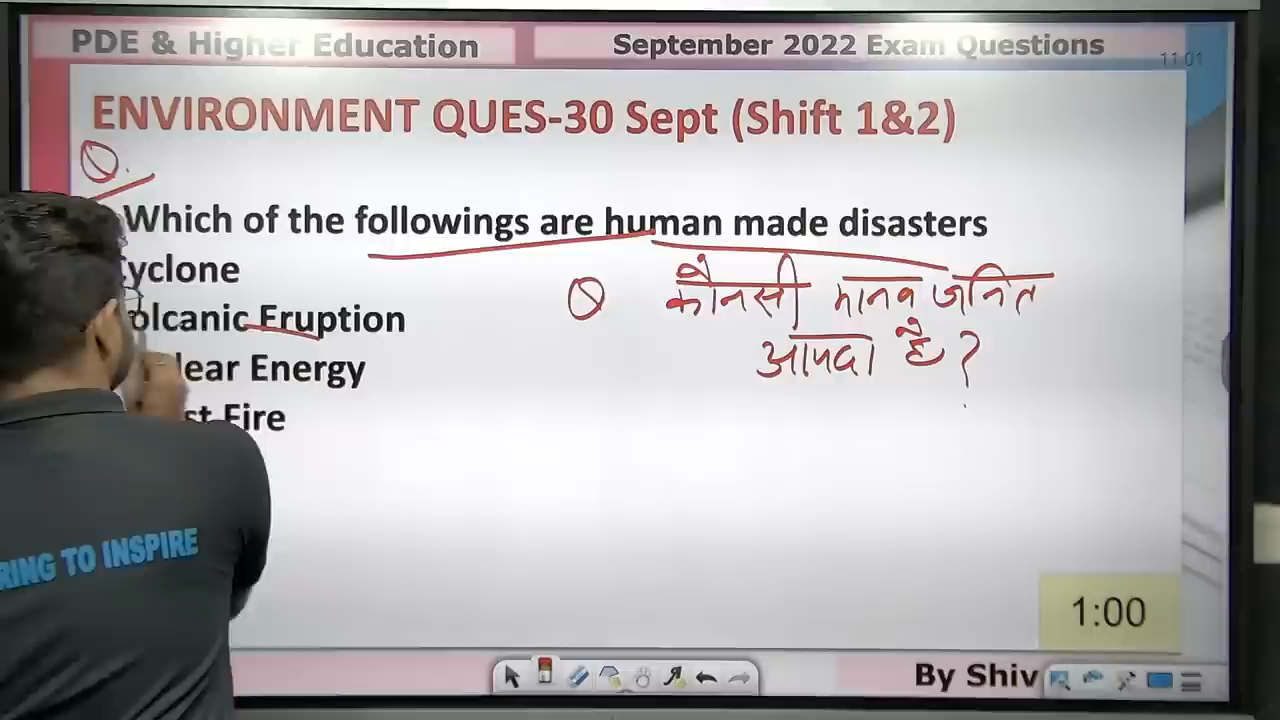 PDE & Higher Education
September 2022 Exam Questions
11:01
ENVIRONMENT QUES-30 Sept (Shift 1&2)
Q.
Which of the followings are human made disasters
yclone
olcanic Eruption
lear Energy
st Fire
Q कौनसी मानव जनित
आपदा है?
RING TO INSPIRE
1:00
By Shiv